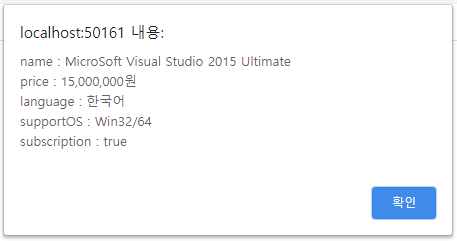 localhost:50161 내용:
name : MicroSoft Visual Studio 2015 Ultimate
price : 15,000,000원
language : 한국어
supportOS : Win32/64
subscription : true
확인